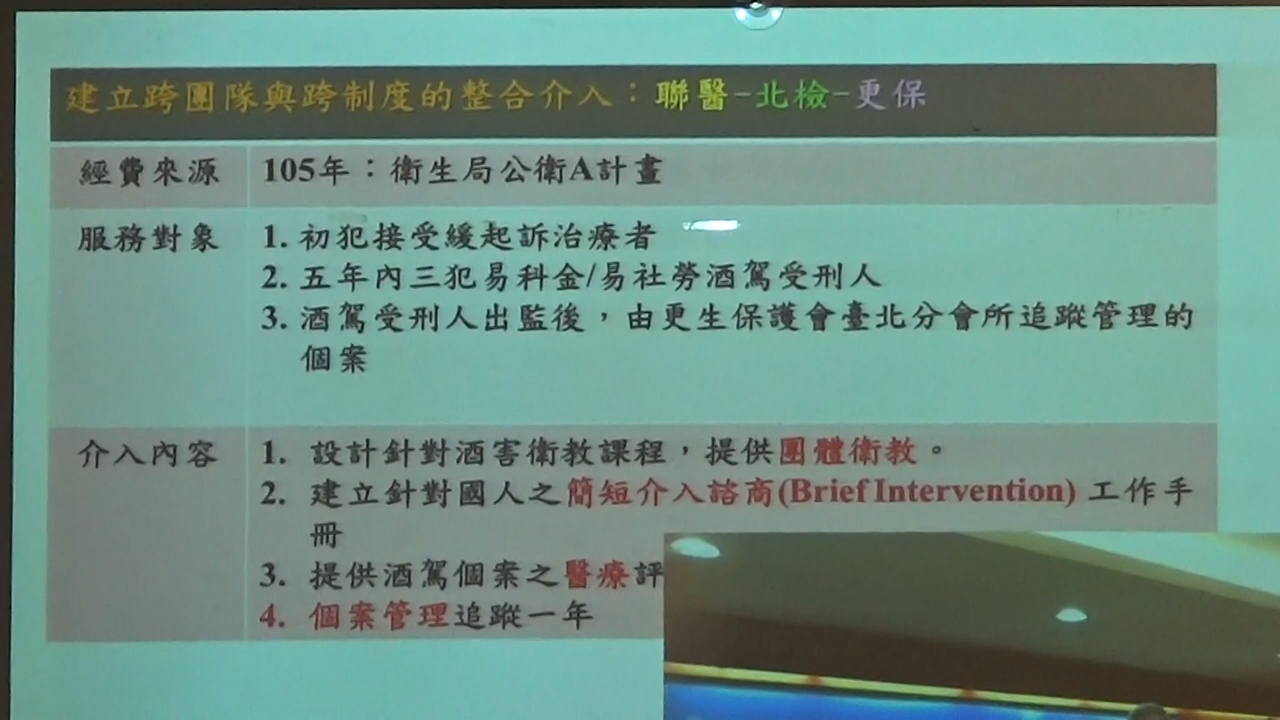 建立跨團隊與跨制度的整合介入：聯醫-北檢-更保
經費來源
105年：衛生局公衛A計畫
服務對象
1. 初犯接受緩起訴治療者
2. 五年內三犯易科金/易社勞酒駕受刑人
3. 酒駕受刑人出監後，由更生保護會臺北分會所追蹤管理的
個案
介入內容
1. 設計針對酒害衛教課程，提供團體衛教。
2. 建立針對國人之簡短介入諮商(Brief Intervention) 工作手
冊
3. 提供酒駕個案之醫療評
4. 個案管理追蹤一年